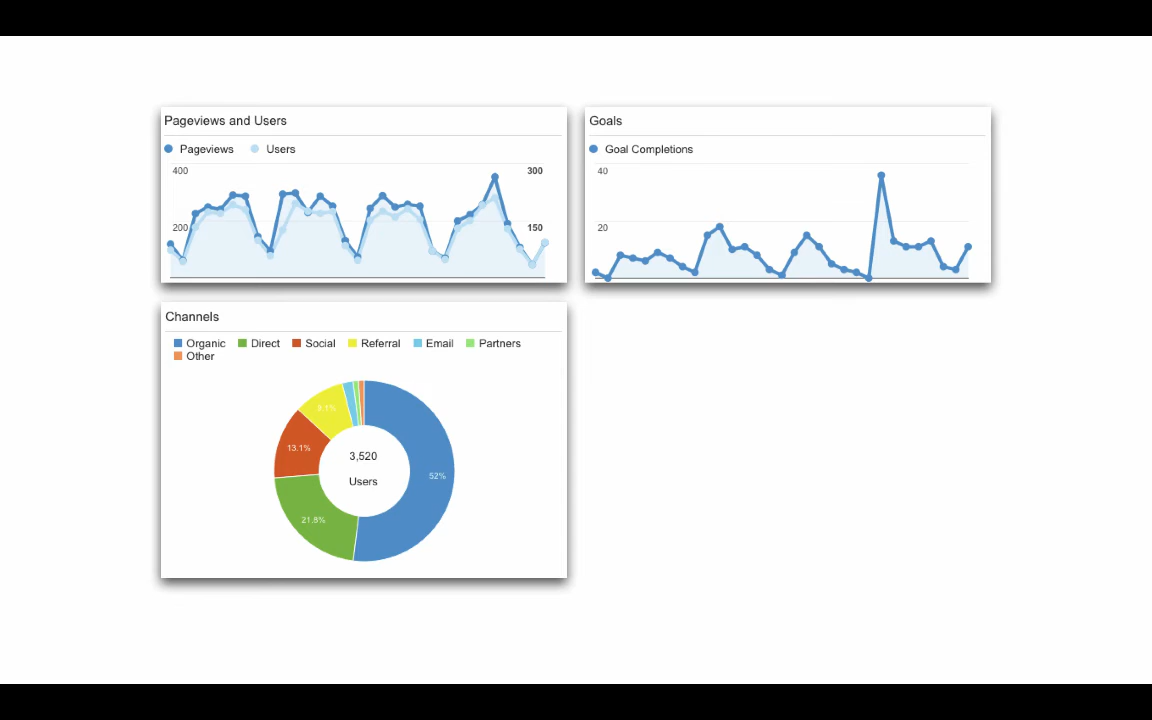 Pageviews and Users
Pageviews Users
400 300
200 150
Goals
Goal Completions
40
20
Channels
Organic Direct Social Referral Email Partners
Other
9.1%
13.1%
3,520
Users
52%
21.8%